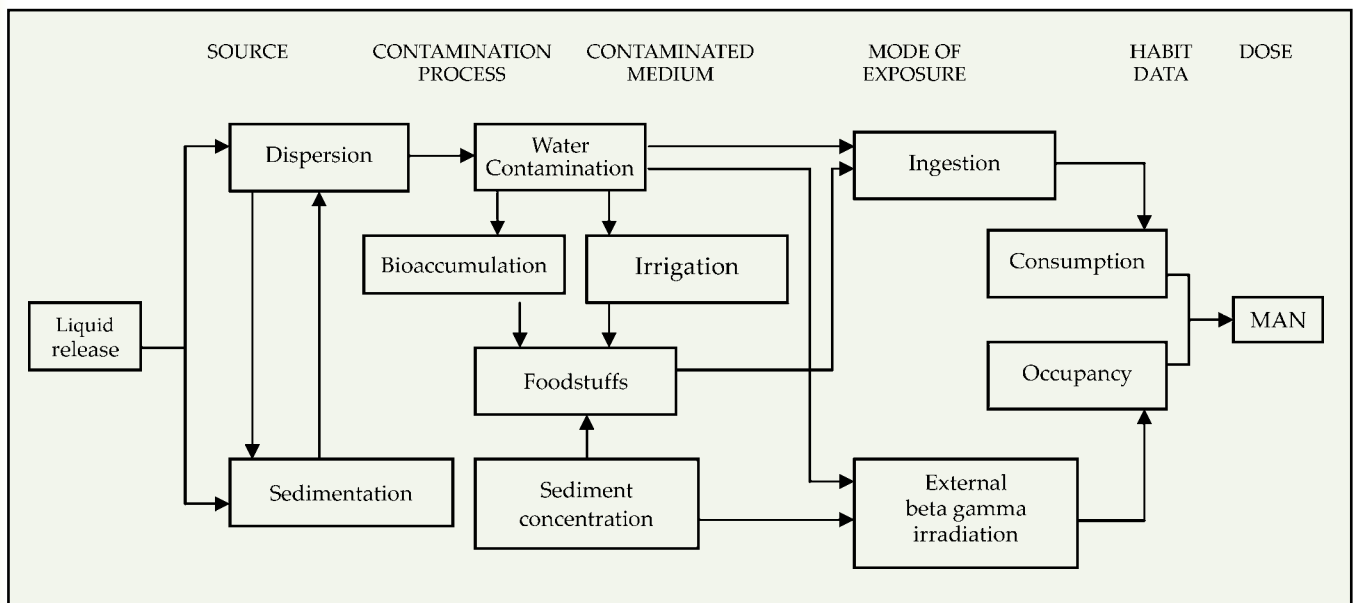 SOURCE
CONTAMINATION
PROCESS
CONTAMINATED
MEDIUM
MODE OF
EXPOSURE
HABIT
DATA
DOSE
Dispersion
Water
Contamination
Ingestion
Bioaccumulation
Irrigation
Consumption
Liquid
release
MAN
Foodstuffs
Occupancy
Sedimentation
Sediment
concentration
External
beta gamma
irradiation